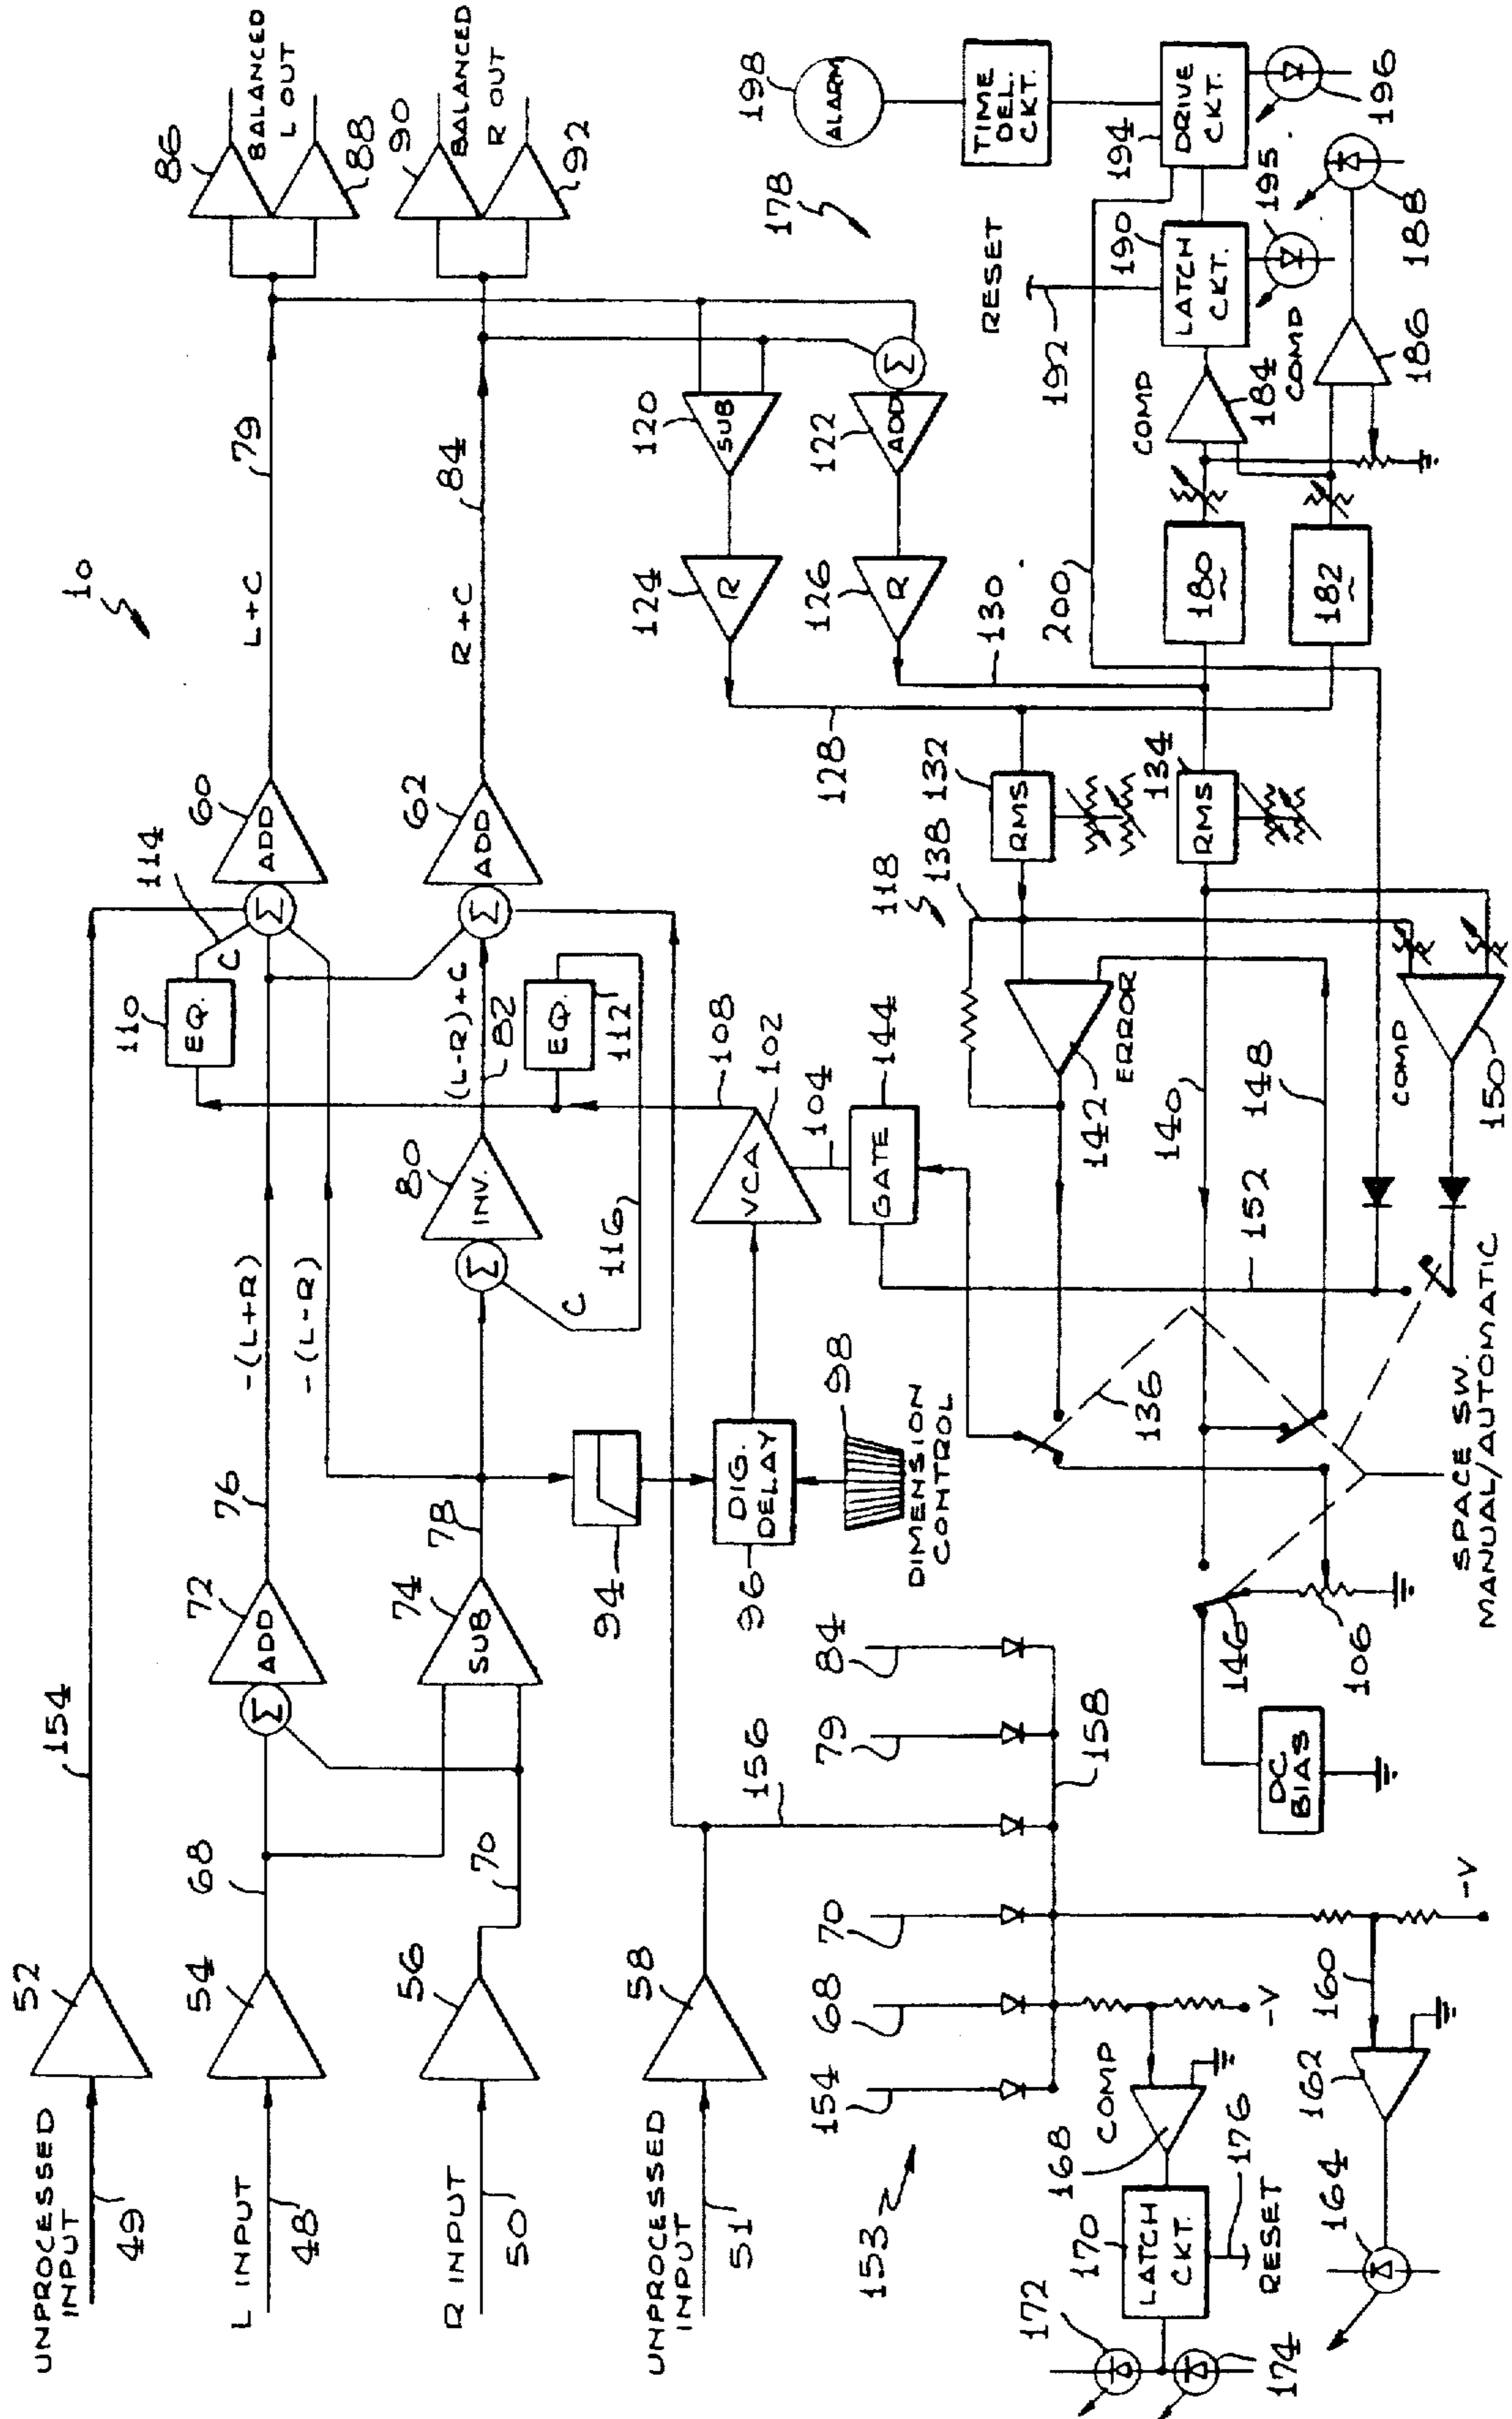 10
UNPROCESSED
INPUT
49
52
154
L INPUT
48
54
68
R INPUT
50
56
70
UNPROCESSED
INPUT
51
58
156
Σ
ADD
72
76
-(L+R)
-(L-R)
SUB
74
78
94
DIG.
DELAY
96
98
DIMENSION
CONTROL
Σ
INV.
80
116
C
(L-R)+C
82
EQ.
112
EQ.
110
C
114
VCA
102
108
104
GATE
144
Σ
ADD
60
L+C
79
Σ
ADD
62
R+C
84
86
BALANCED
L OUT
88
90
BALANCED
R OUT
92
SUB
120
Σ
ADD
122
R
124
R
126
128
130
RMS
132
RMS
134
118
138
ERROR
142
140
148
COMP
150
152
136
SPACE SW.
MANUAL/AUTOMATIC
146
106
DC
BIAS
153
154
68
70
79
84
158
-V
-V
160
162
164
COMP
168
LATCH
CKT.
170
176
RESET
172
174
178
180
182
200
COMP
184
COMP
186
188
LATCH
CKT.
190
192
RESET
195
DRIVE
CKT.
194
196
TIME
DEL.
CKT.
ALARM
198